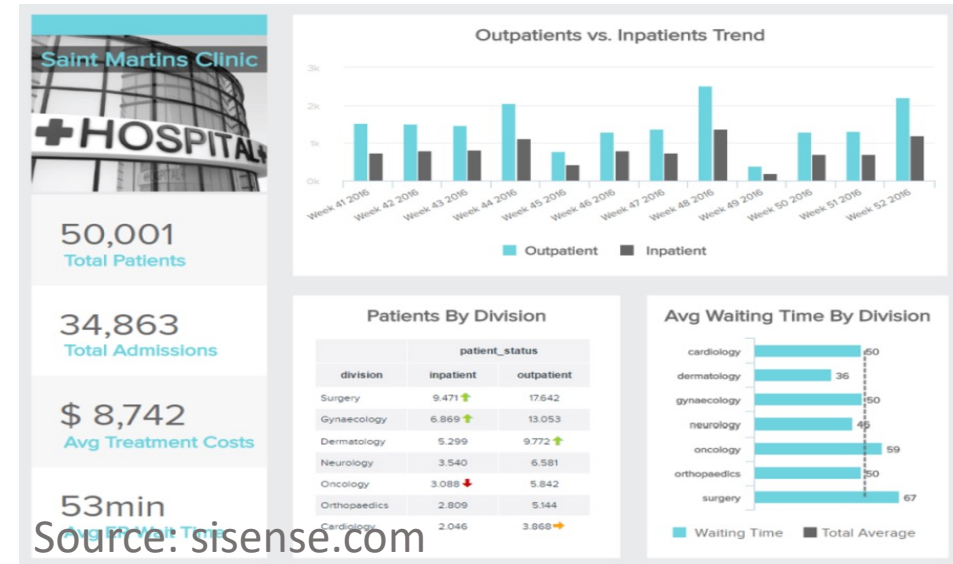 Saint Martins Clinic
HOSPITAL
50,001
Total Patients
34,863
Total Admissions
$ 8,742
Avg Treatment Costs
53min
Avg ER Wait Time
Source: sisense.com
Outpatients vs. Inpatients Trend
3k
2k
1k
0k
Week 41 2016
Week 42 2016
Week 43 2016
Week 44 2016
Week 45 2016
Week 46 2016
Week 47 2016
Week 48 2016
Week 49 2016
Week 50 2016
Week 51 2016
Week 52 2016
Outpatient Inpatient
Patients By Division
patient_status
division inpatient outpatient
Surgery 9.471 17.642
Gynaecology 6.869 13.053
Dermatology 5.299 9.772
Neurology 3.540 6.581
Oncology 3.088 5.842
Orthopaedics 2.809 5.144
Cardiology 2.046 3.868
Avg Waiting Time By Division
cardiology 50
dermatology 36
gynaecology 50
neurology
oncology 59
orthopaedics 50
surgery 67
Waiting Time Total Average